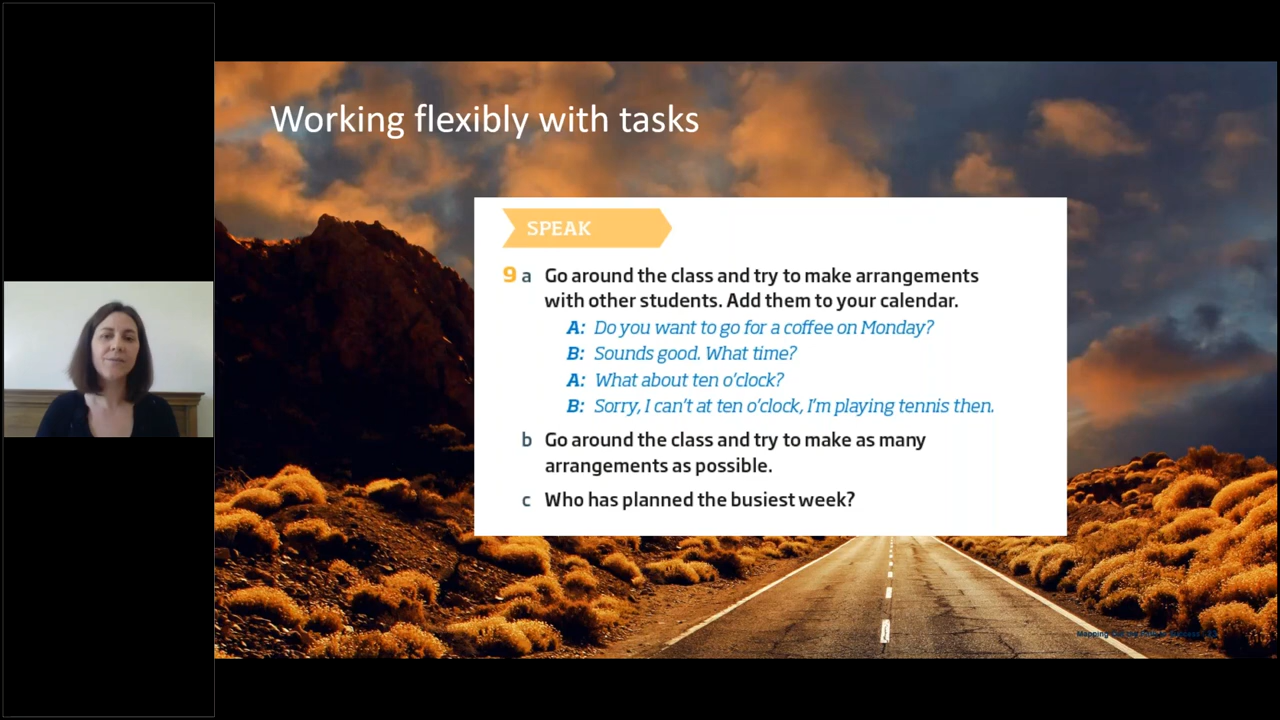 Working flexibly with tasks
SPEAK
9 a Go around the class and try to make arrangements
with other students. Add them to your calendar.
A: Do you want to go for a coffee on Monday?
B: Sounds good. What time?
A: What about ten o'clock?
B: Sorry, I can't at ten o'clock, I'm playing tennis then.
b Go around the class and try to make as many
arrangements as possible.
c Who has planned the busiest week?
Mapping